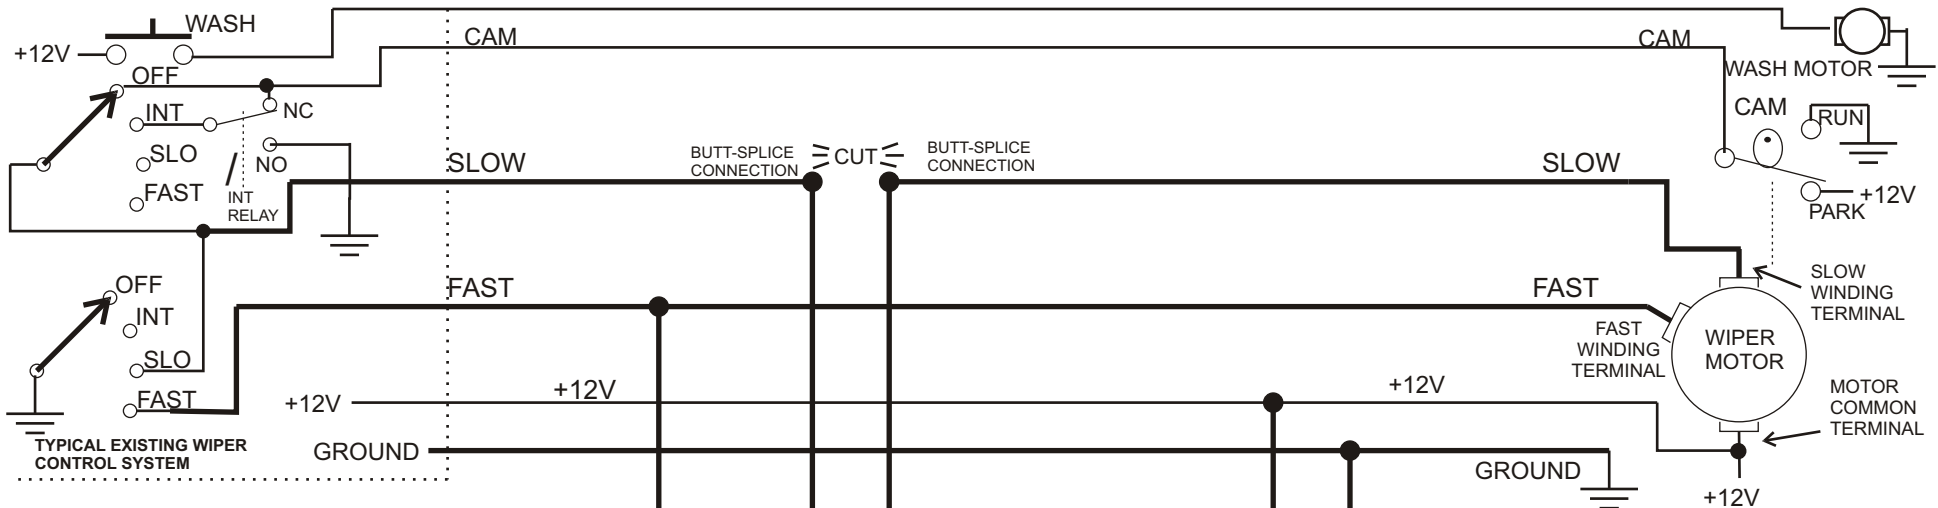 WASH
+12V
OFF
INT
NC
SLO
NO
FAST
INT
RELAY
CAM
CAM
WASH MOTOR
CAM
RUN
+12V
PARK
SLOW
BUTT-SPLICE
CONNECTION
CUT
BUTT-SPLICE
CONNECTION
SLOW
OFF
INT
SLO
FAST
TYPICAL EXISTING WIPER
CONTROL SYSTEM
FAST
FAST
FAST
WINDING
TERMINAL
WIPER
MOTOR
SLOW
WINDING
TERMINAL
+12V
+12V
+12V
GROUND
GROUND
MOTOR
COMMON
TERMINAL
+12V